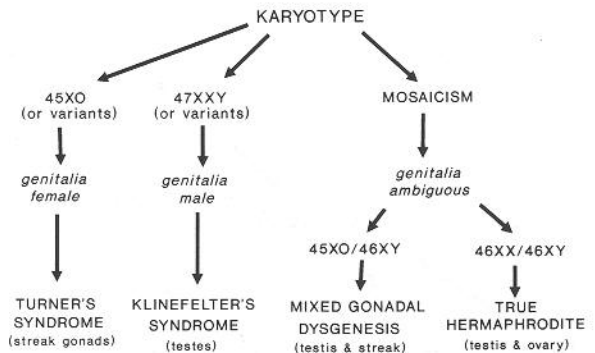 KARYOTYPE
45XO
(or variants)
47XXY
(or variants)
MOSAICISM
genitalia
female
genitalia
male
genitalia
ambiguous
45XO/46XY
46XX/46XY
TURNER'S
SYNDROME
(streak gonads)
KLINEFELTER'S
SYNDROME
(testes)
MIXED GONADAL
DYSGENESIS
(testis & streak)
TRUE
HERMAPHRODITE
(testis & ovary)